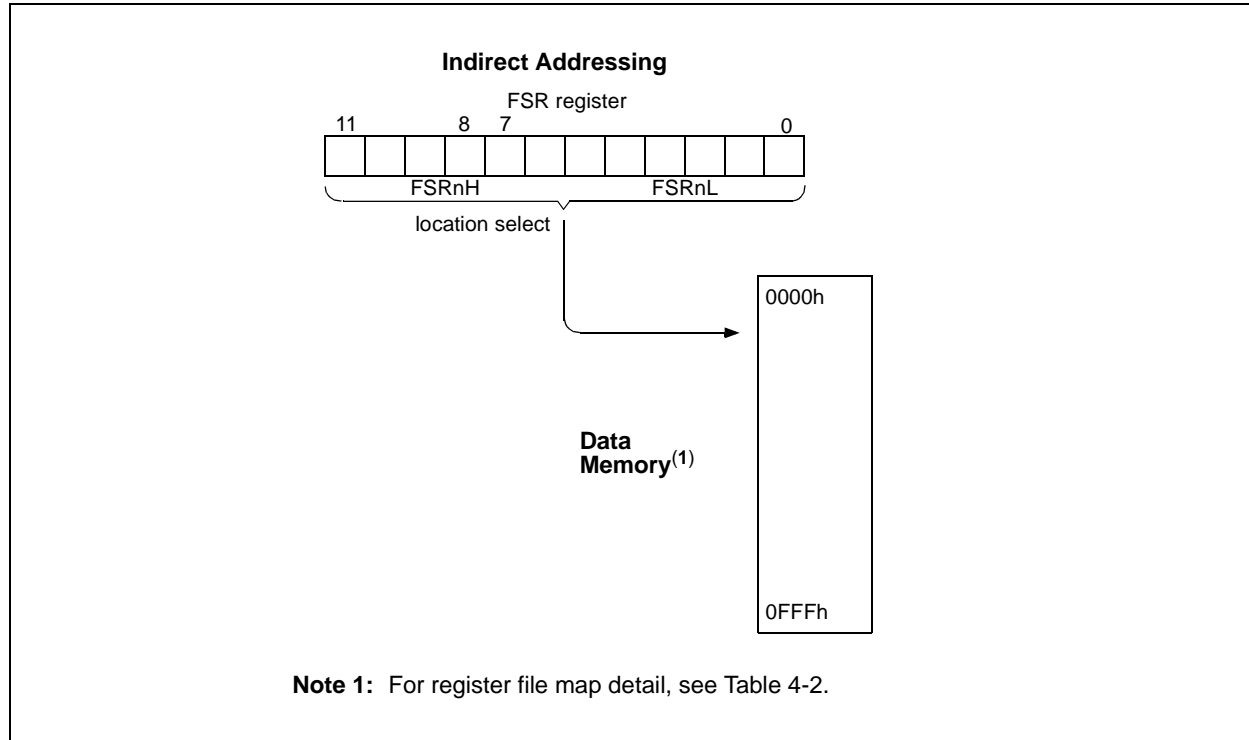 Indirect Addressing
FSR register
11 8 7 0
FSRnH FSRnL
location select
0000h
Data
Memory(1)
0FFFh
Note 1: For register file map detail, see Table 4-2.